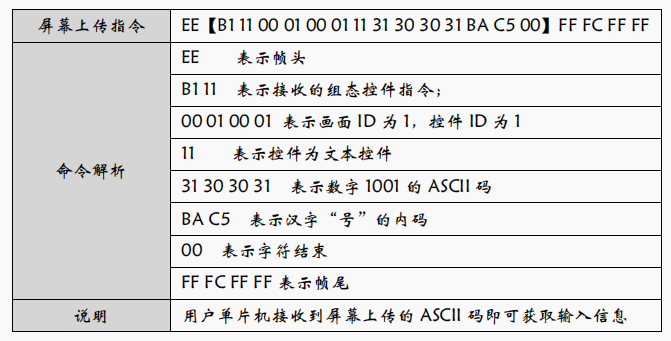 屏幕上传指令 EE【B1 11 00 01 00 01 11 31 30 30 31 BA C5 00】FF FC FF FF
EE 表示帧头
B1 11 表示接收的组态控件指令；
00 01 00 01 表示画面 ID 为 1，控件 ID 为 1
11 表示控件为文本控件
命令解析
31 30 30 31 表示数字 1001 的 ASCII 码
BA C5 表示汉字“号”的内码
00 表示字符结束
FF FC FF FF 表示帧尾
说明 用户单片机接收到屏幕上传的 ASCII 码即可获取输入信息